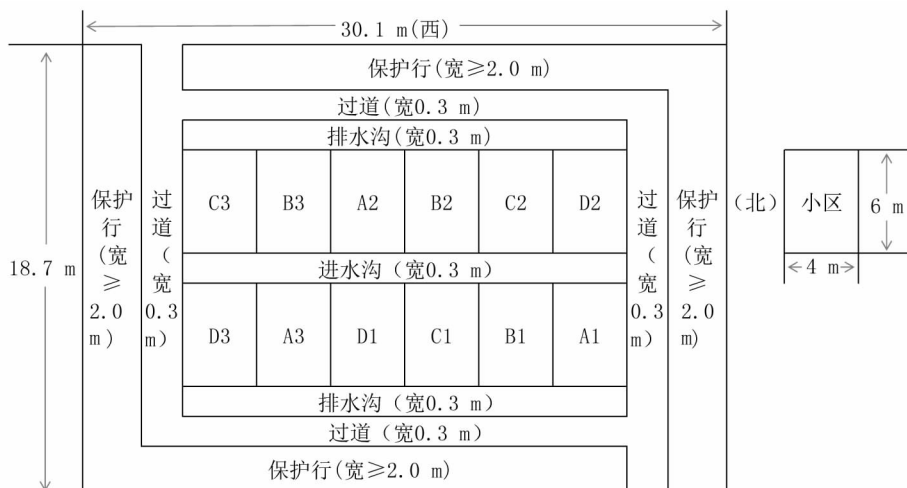 30.1 m(西)
保护行(宽≥2.0 m)
过道(宽0.3 m)
排水沟(宽0.3 m)
保护
行
(宽
≥
2.0
m)
过
道
(
宽
0.3
m)
C3 B3 A2 B2 C2 D2
过
道
(
宽
0.3
m)
保护
行
(宽
≥
2.0
m)
(北)
小区
6 m
4 m
18.7 m
进水沟（宽0.3 m）
D3 A3 D1 C1 B1 A1
排水沟（宽0.3 m）
过道（宽0.3 m）
保护行(宽≥2.0 m)